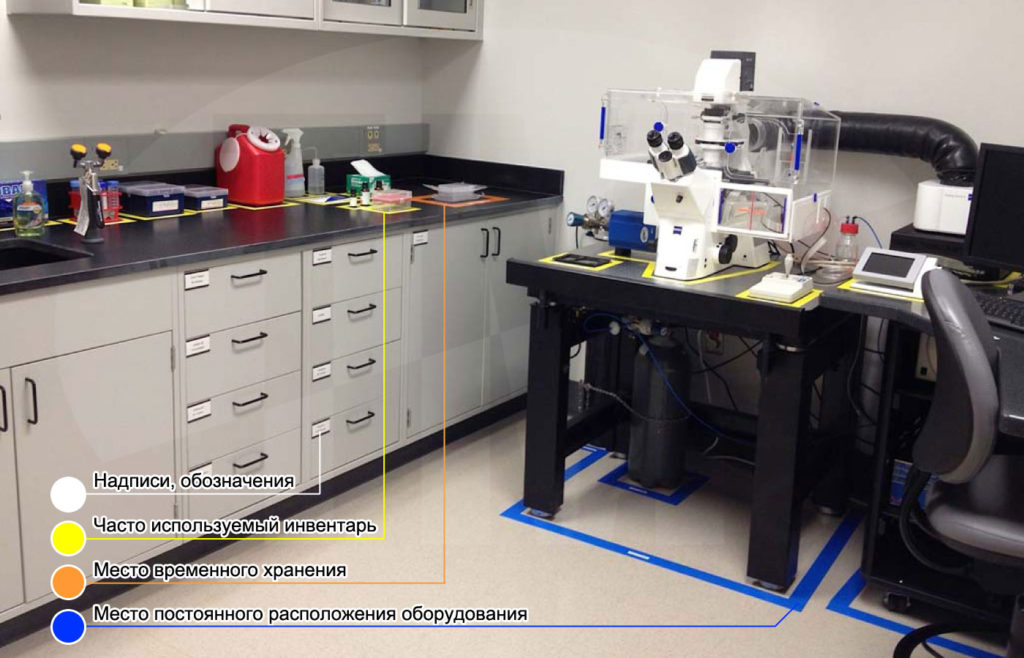 Надписи, обозначения
Часто используемый инвентарь
Место временного хранения
Место постоянного расположения оборудования